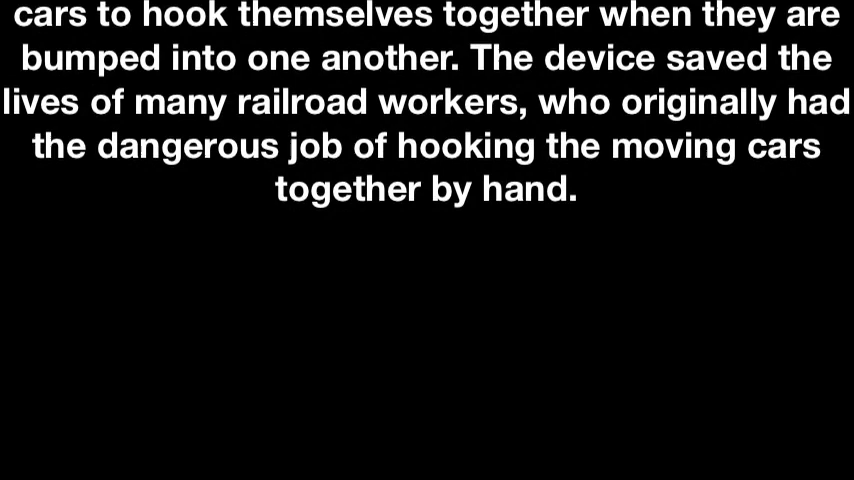 cars to hook themselves together when they are
bumped into one another. The device saved the
lives of many railroad workers, who originally had
the dangerous job of hooking the moving cars
together by hand.